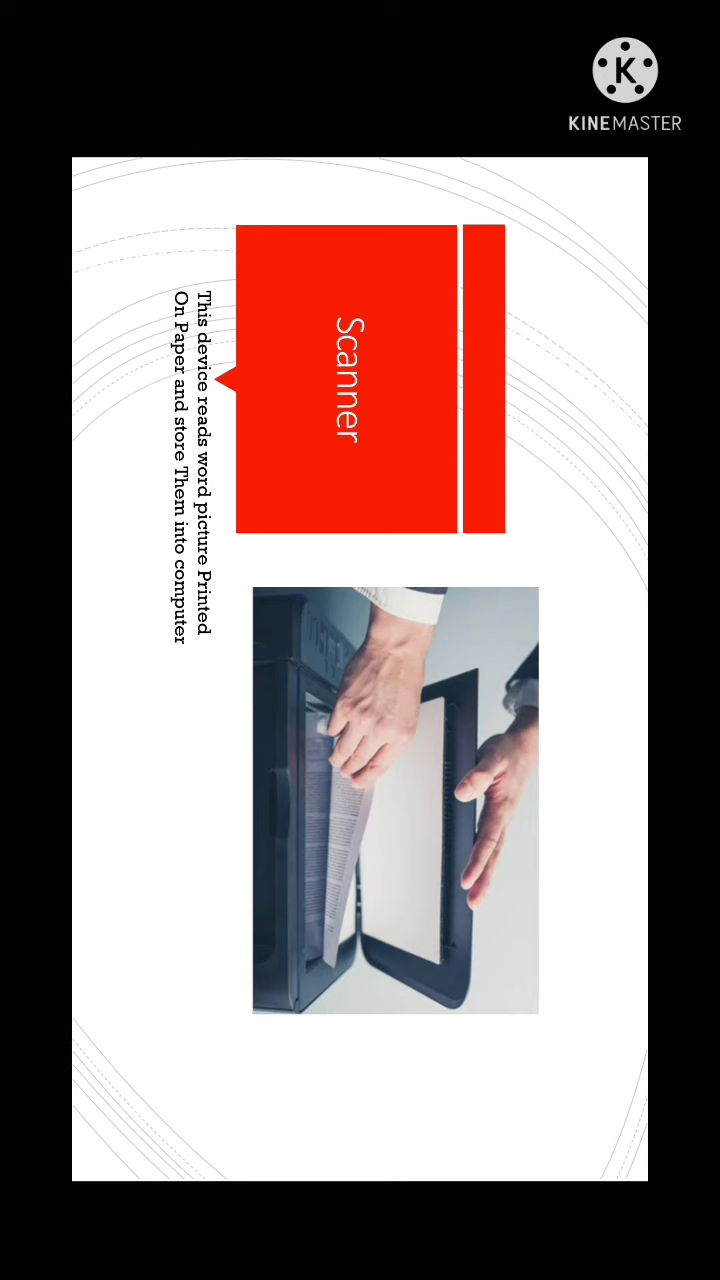 KINEMASTER
Scanner
This device reads word picture Printed
On Paper and store Them into computer